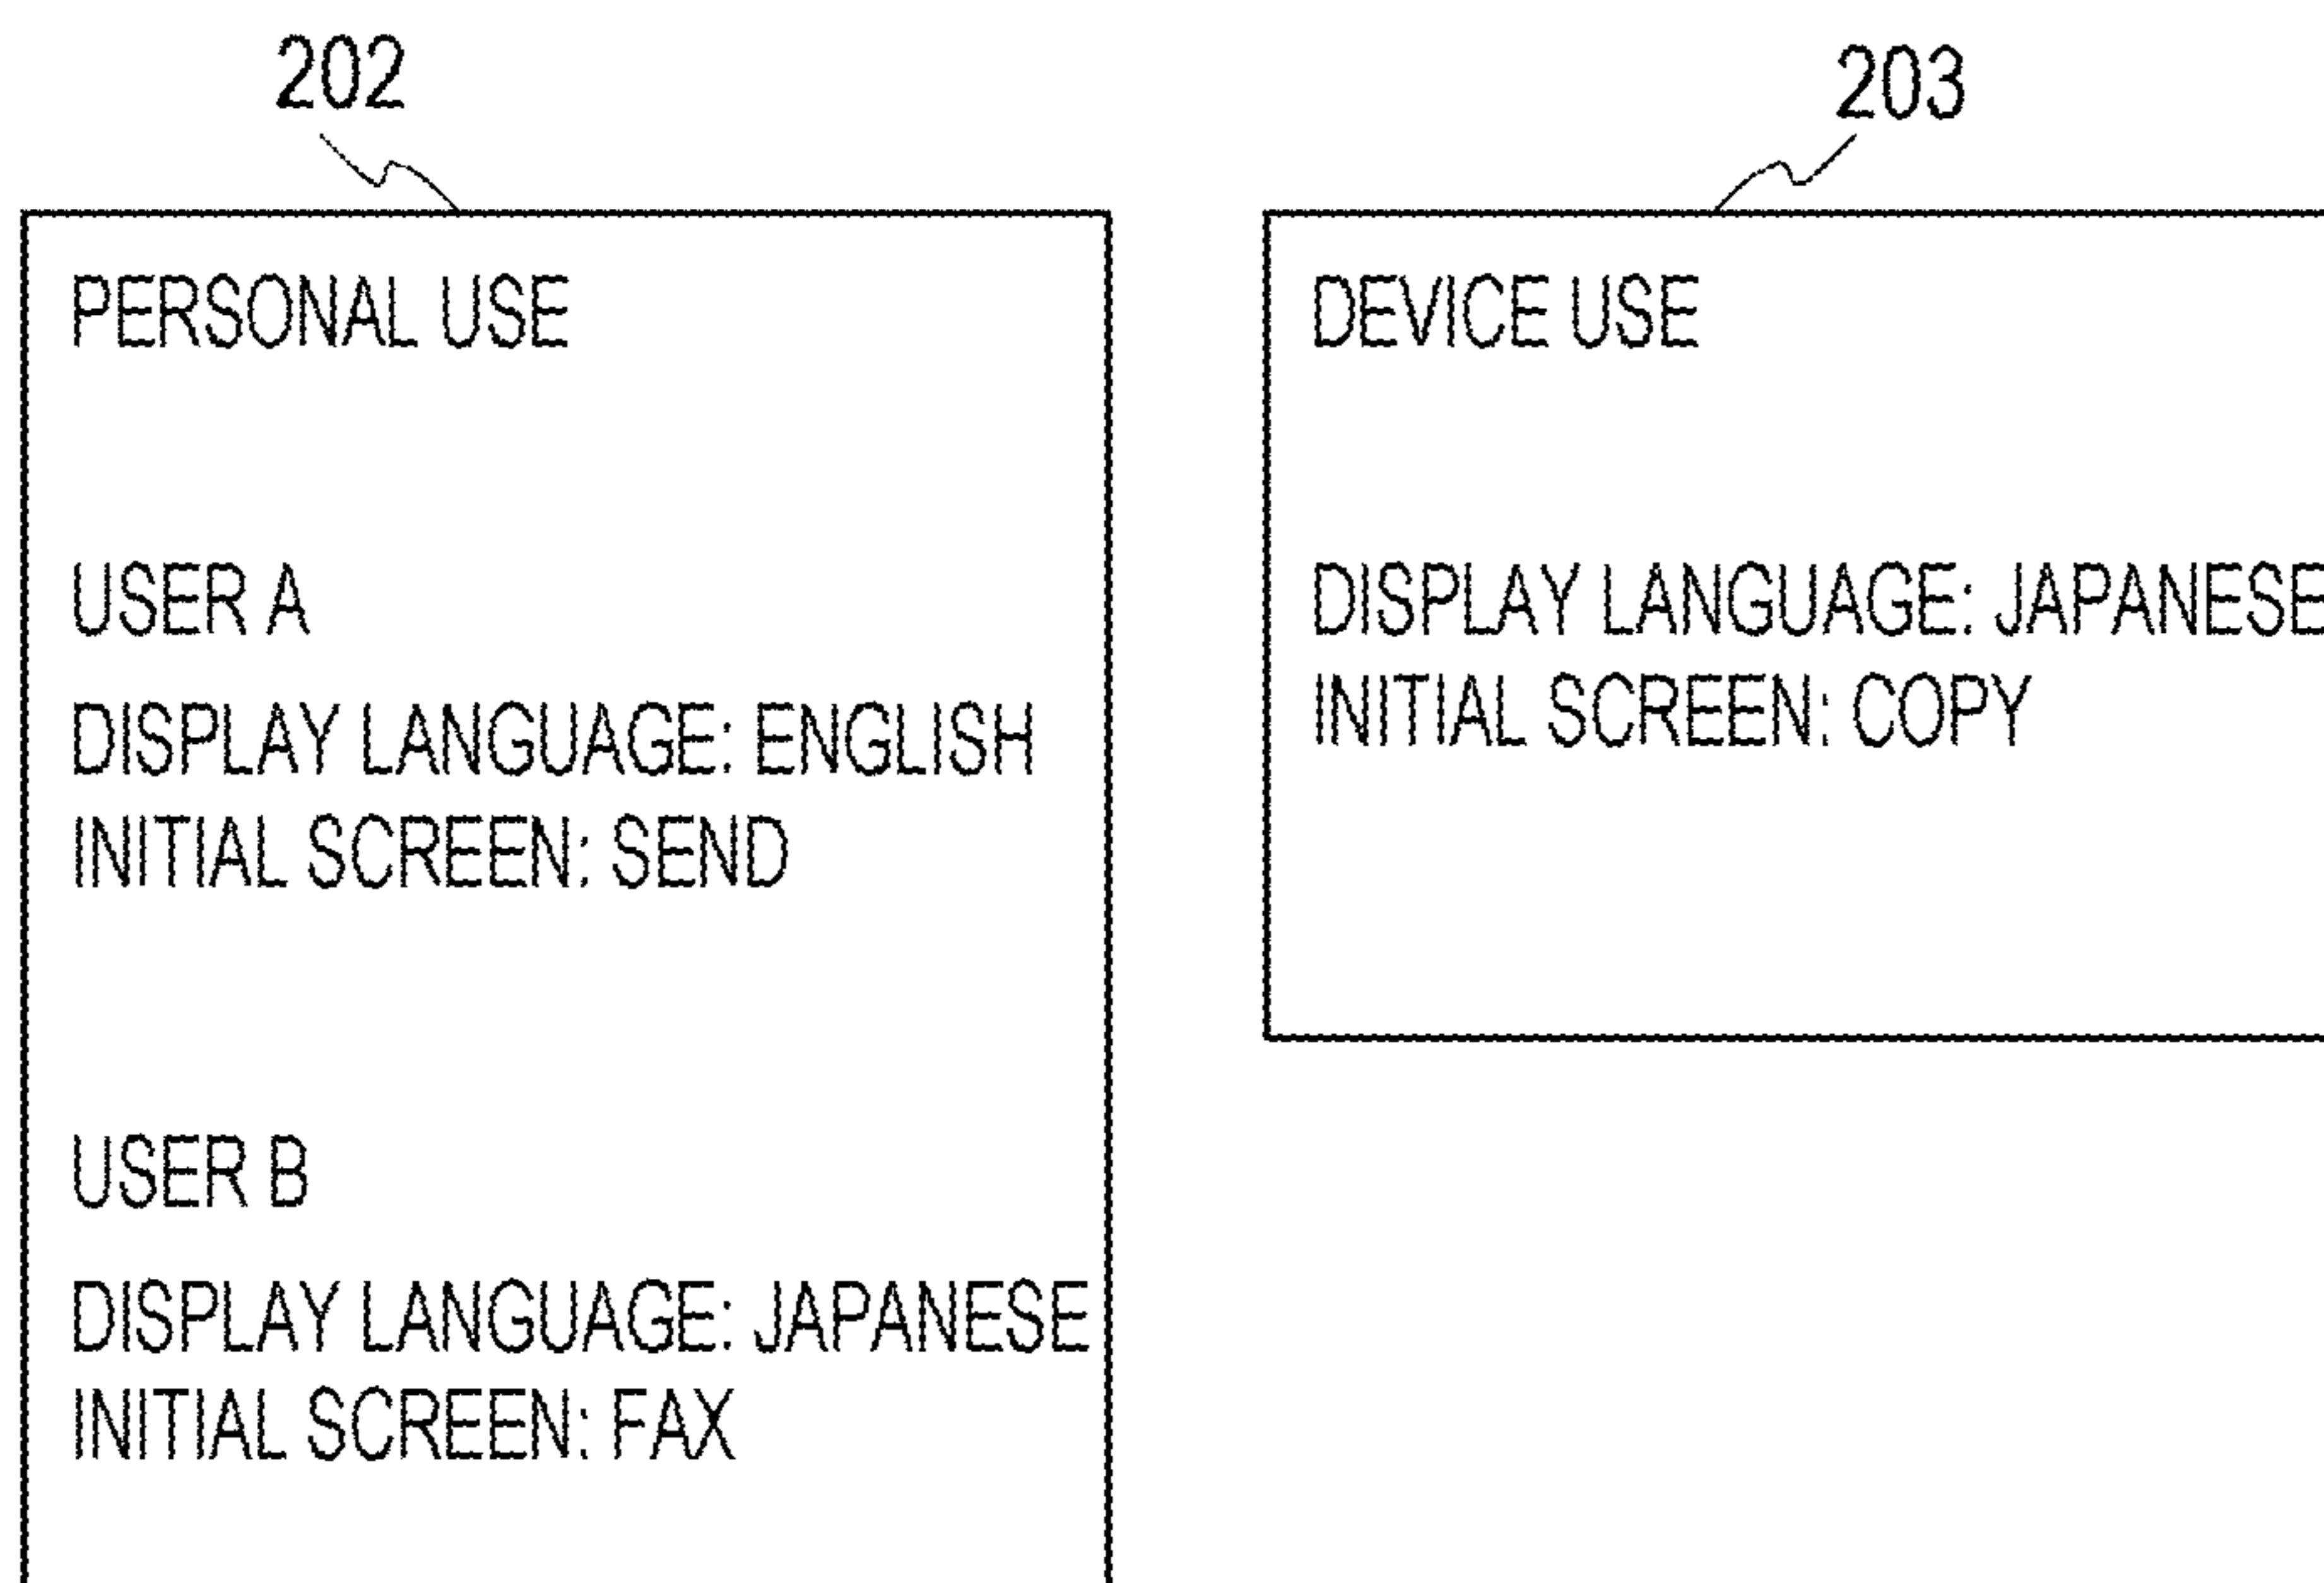 202
PERSONAL USE
USER A
DISPLAY LANGUAGE: ENGLISH
INITIAL SCREEN: SEND
USER B
DISPLAY LANGUAGE: JAPANESE
INITIAL SCREEN: FAX
203
DEVICE USE
DISPLAY LANGUAGE: JAPANESE
INITIAL SCREEN: COPY